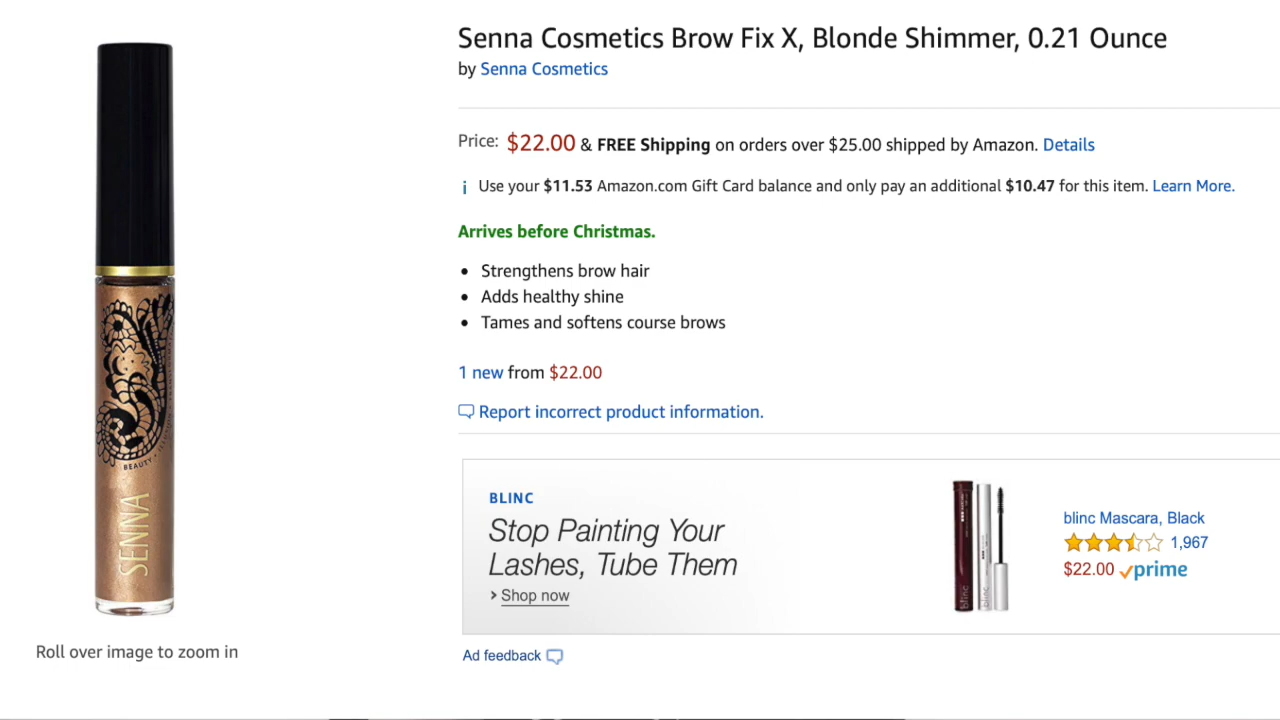 Senna Cosmetics Brow Fix X, Blonde Shimmer, 0.21 Ounce
by Senna Cosmetics
Price: $22.00 & FREE Shipping on orders over $25.00 shipped by Amazon. Details
i Use your $11.53 Amazon.com Gift Card balance and only pay an additional $10.47 for this item. Learn More.
Arrives before Christmas.
• Strengthens brow hair
• Adds healthy shine
• Tames and softens course brows
1 new from $22.00
Report incorrect product information.
BEAUTY
SENNA
Roll over image to zoom in
BLINC
Stop Painting Your
Lashes, Tube Them
› Shop now
blinc
blinc
blinc Mascara, Black
1,967
$22.00 prime
Ad feedback